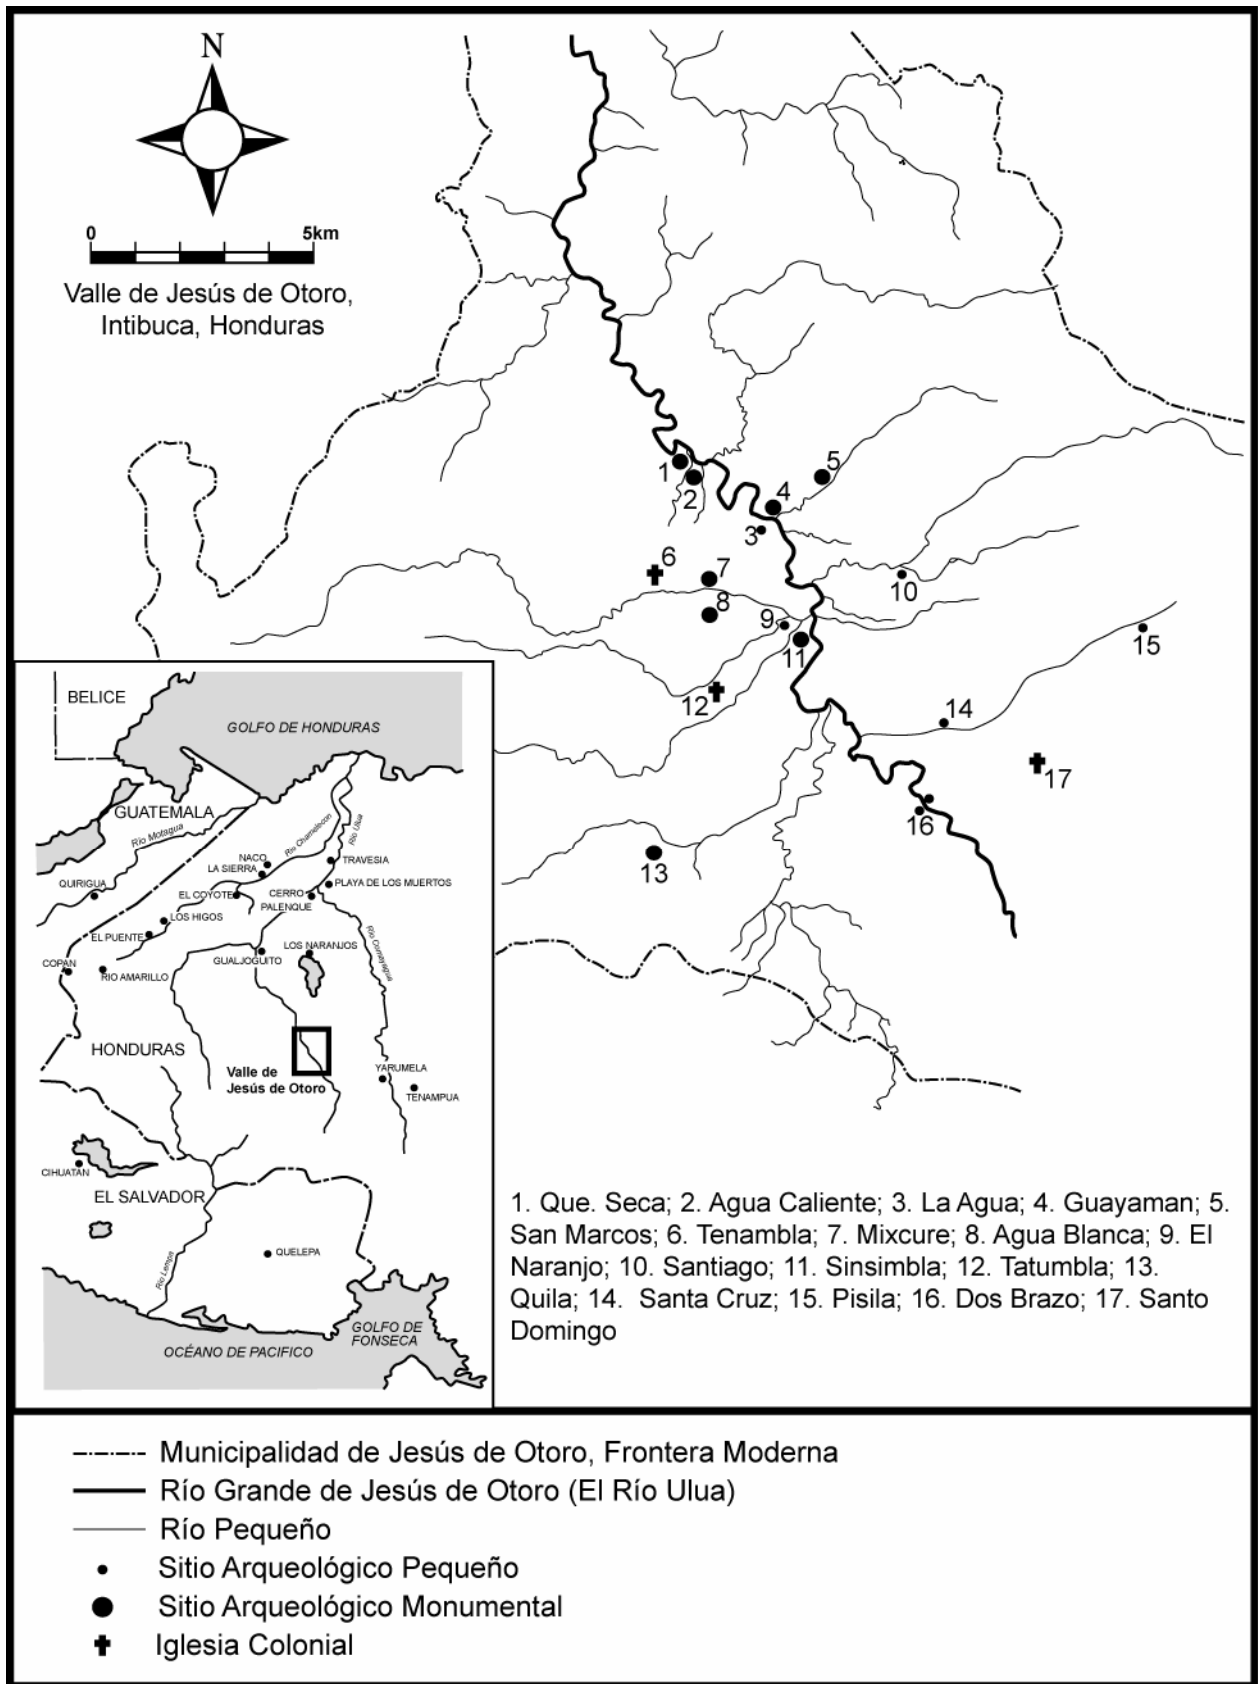 N
0 5km
Valle de Jesús de Otoro,
Intibuca, Honduras
1
2
3
4
5
6
7
8
9
10
11
12
13
14
15
16
17
BELICE
GOLFO DE HONDURAS
GUATEMALA
Río Motagua
Río Chamelecon
Río Ulua
NACO
LA SIERRA
TRAVESIA
QUIRIGUA
EL COYOTE
CERRO
PALENQUE
PLAYA DE LOS MUERTOS
LOS HIGOS
EL PUENTE
GUALJOGUITO
LOS NARANJOS
Río Comayagua
COPAN
RIO AMARILLO
HONDURAS
Valle de
Jesús de Otoro
YARUMELA
TENAMPUA
CIHUATAN
EL SALVADOR
Río Lempa
QUELEPA
GOLFO DE
FONSECA
OCÉANO DE PACIFICO
1. Que. Seca; 2. Agua Caliente; 3. La Agua; 4. Guayaman; 5.
San Marcos; 6. Tenambla; 7. Mixcure; 8. Agua Blanca; 9. El
Naranjo; 10. Santiago; 11. Sinsimbla; 12. Tatumbla; 13.
Quila; 14. Santa Cruz; 15. Pisila; 16. Dos Brazo; 17. Santo
Domingo
Municipalidad de Jesús de Otoro, Frontera Moderna
Río Grande de Jesús de Otoro (El Río Ulua)
Río Pequeño
Sitio Arqueológico Pequeño
Sitio Arqueológico Monumental
Iglesia Colonial